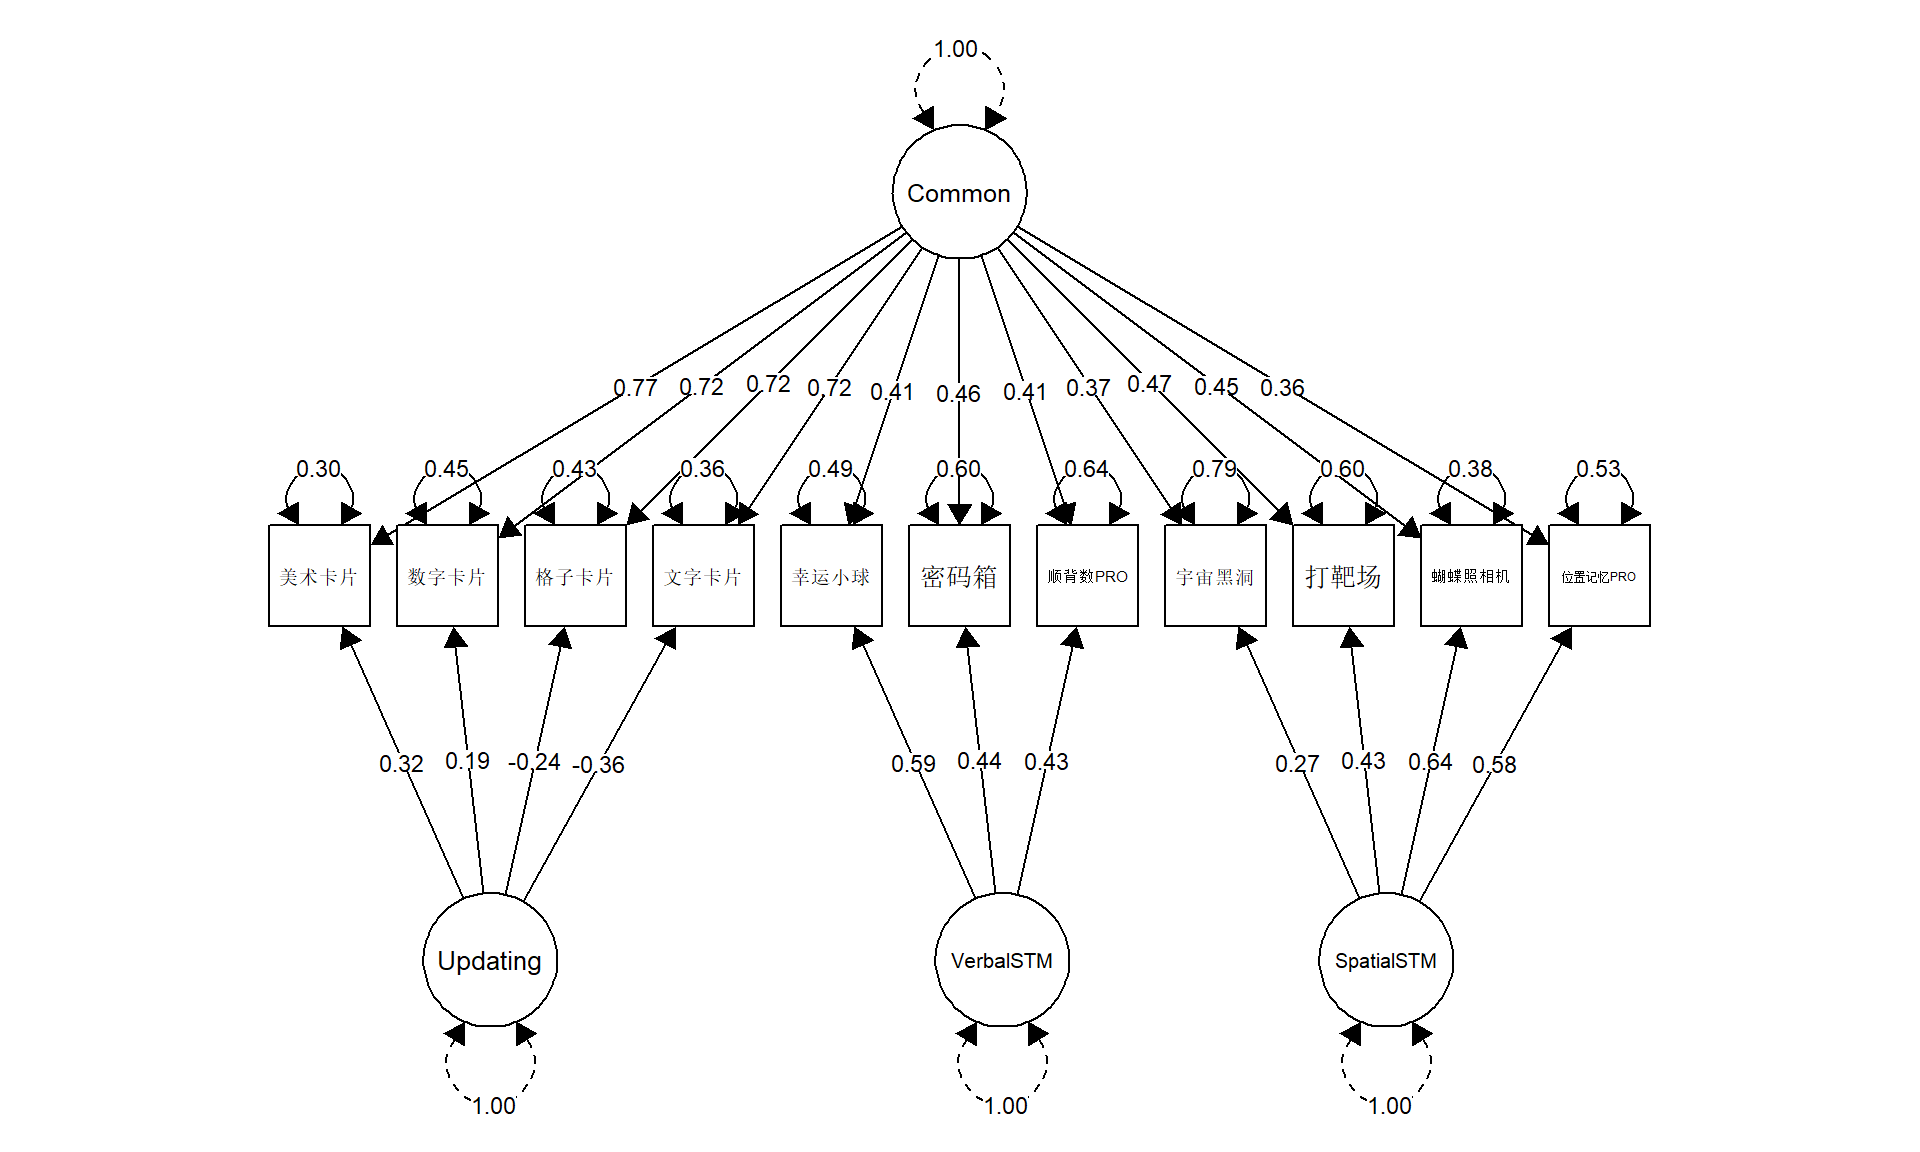 1.00
Common
0.77 0.72 0.72 0.72 0.41 0.46 0.41 0.37 0.47 0.45 0.36
0.30 0.45 0.43 0.36 0.49 0.60 0.64 0.79 0.60 0.38 0.53
美术卡片 数字卡片 格子卡片 文字卡片 幸运小球 密码箱 顺背数PRO 宇宙黑洞 打靶场 蝴蝶照相机 位置记忆PRO
0.32 0.19 -0.24 -0.36 0.59 0.44 0.43 0.27 0.43 0.64 0.58
Updating VerbalSTM SpatialSTM
1.00 1.00 1.00